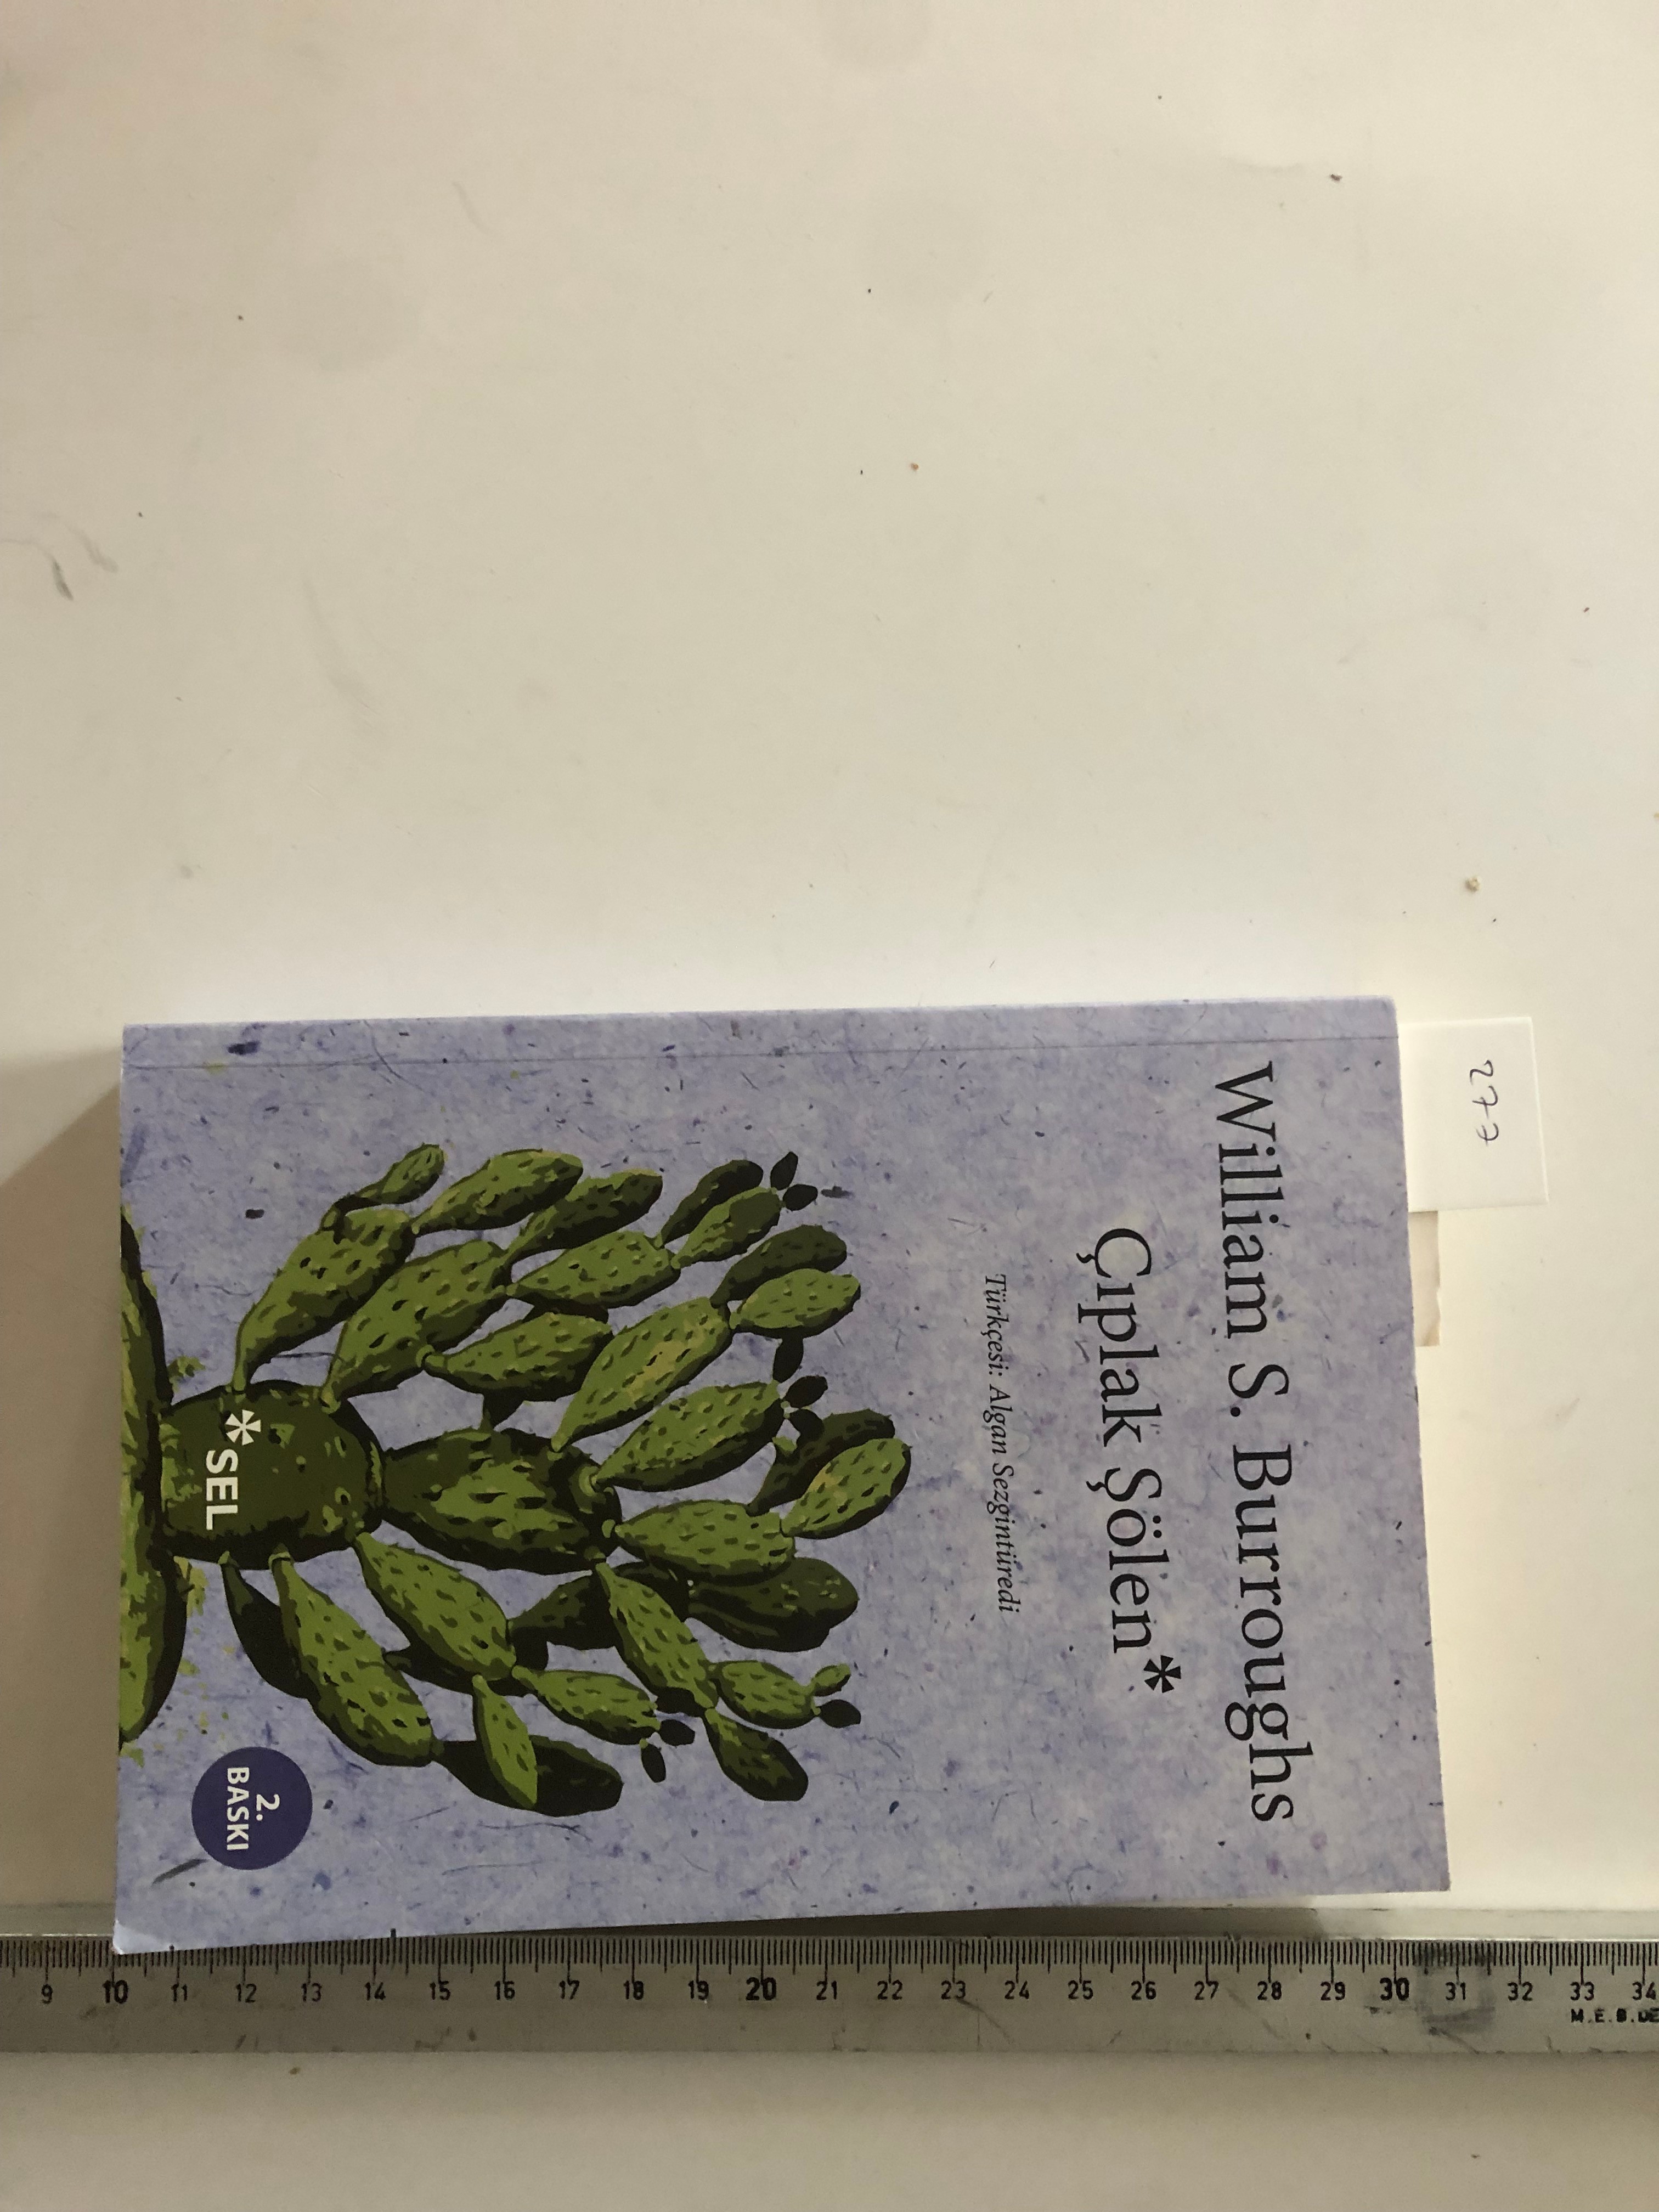 277
William S. Burroughs
Çıplak Şölen*
Türkçesi: Algan Sezgintüredi
*SEL
2.
BASKI
9 10 11 12 13 14 15 16 17 18 19 20 21 22 23 24 25 26 27 28 29 30 31 32 33 34
M.E.B.DE